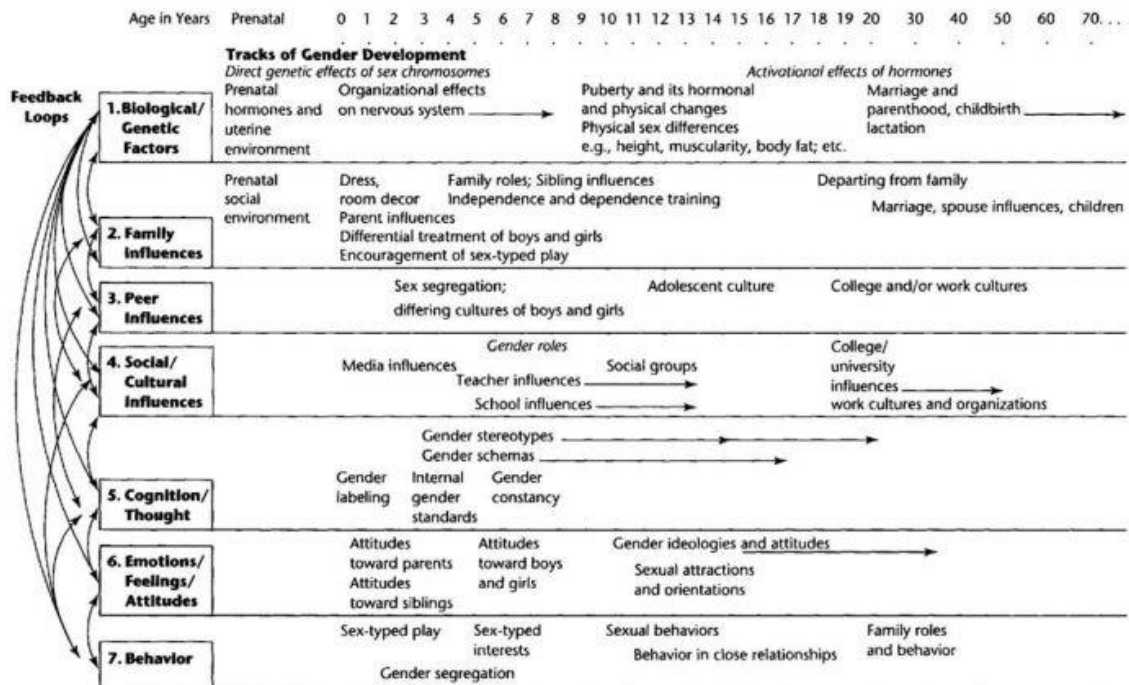 Age in Years Prenatal 0 1 2 3 4 5 6 7 8 9 10 11 12 13 14 15 16 17 18 19 20 30 40 50 60 70. . .
Tracks of Gender Development
Direct genetic effects of sex chromosomes
Activational effects of hormones
Feedback
Loops
1. Biological/
Genetic
Factors
Prenatal
hormones and
uterine
environment
Organizational effects
on nervous system
Puberty and its hormonal
and physical changes
Physical sex differences
e.g., height, muscularity, body fat; etc.
Marriage and
parenthood, childbirth
lactation
2. Family
Influences
Prenatal
social
environment
Dress,
room decor
Parent influences
Differential treatment of boys and girls
Encouragement of sex-typed play
Family roles; Sibling influences
Independence and dependence training
Departing from family
Marriage, spouse influences, children
3. Peer
Influences
Sex segregation;
differing cultures of boys and girls
Adolescent culture
College and/or work cultures
4. Social/
Cultural
Influences
Gender roles
Media influences
Teacher influences
School influences
Social groups
College/
university
influences
work cultures and organizations
5. Cognition/
Thought
Gender stereotypes
Gender schemas
Gender
labeling
Internal
gender
standards
Gender
constancy
6. Emotions/
Feelings/
Attitudes
Attitudes
toward parents
Attitudes
toward siblings
Attitudes
toward boys
and girls
Gender ideologies and attitudes
Sexual attractions
and orientations
7. Behavior
Sex-typed play
Sex-typed
interests
Gender segregation
Sexual behaviors
Behavior in close relationships
Family roles
and behavior